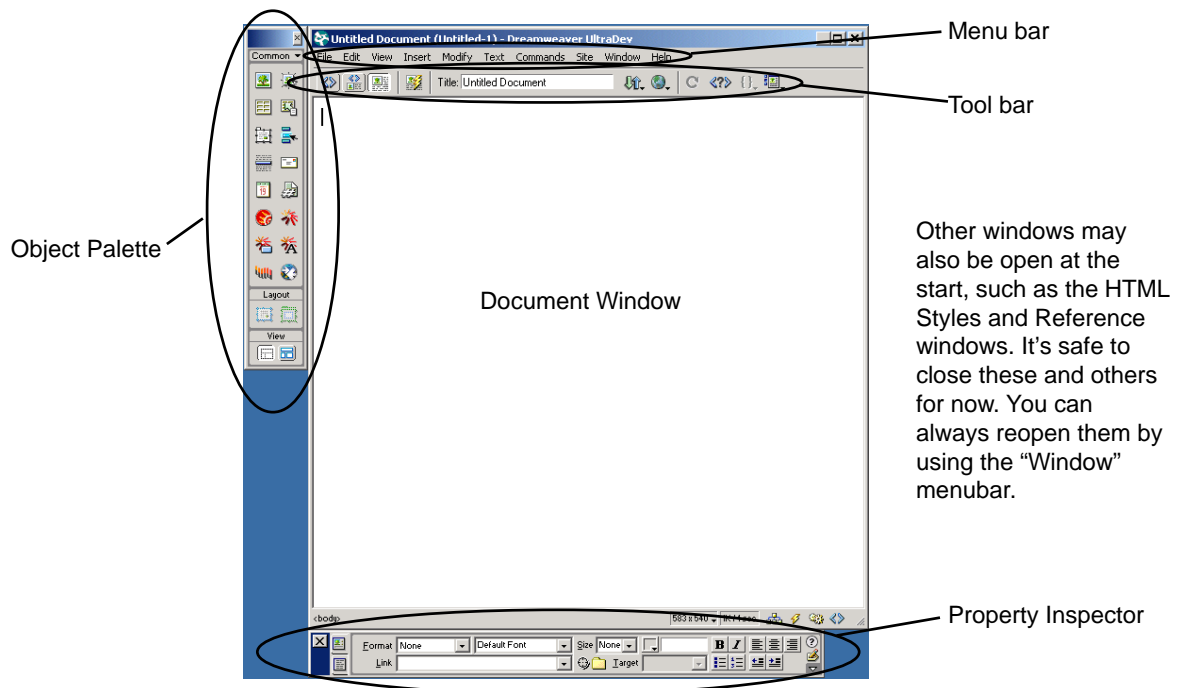 Menu bar
Untitled Document (Untitled-1) - Dreamweaver UltraDev
Common
File Edit View Insert Modify Text Commands Site Window Help
Title: Untitled Document
Tool bar
19
Object Palette
Layout
View
Document Window
Other windows may
also be open at the
start, such as the HTML
Styles and Reference
windows. It’s safe to
close these and others
for now. You can
always reopen them by
using the “Window”
menubar.
<body>
583 x 540
Property Inspector
Format None Default Font Size None B I
Link Target